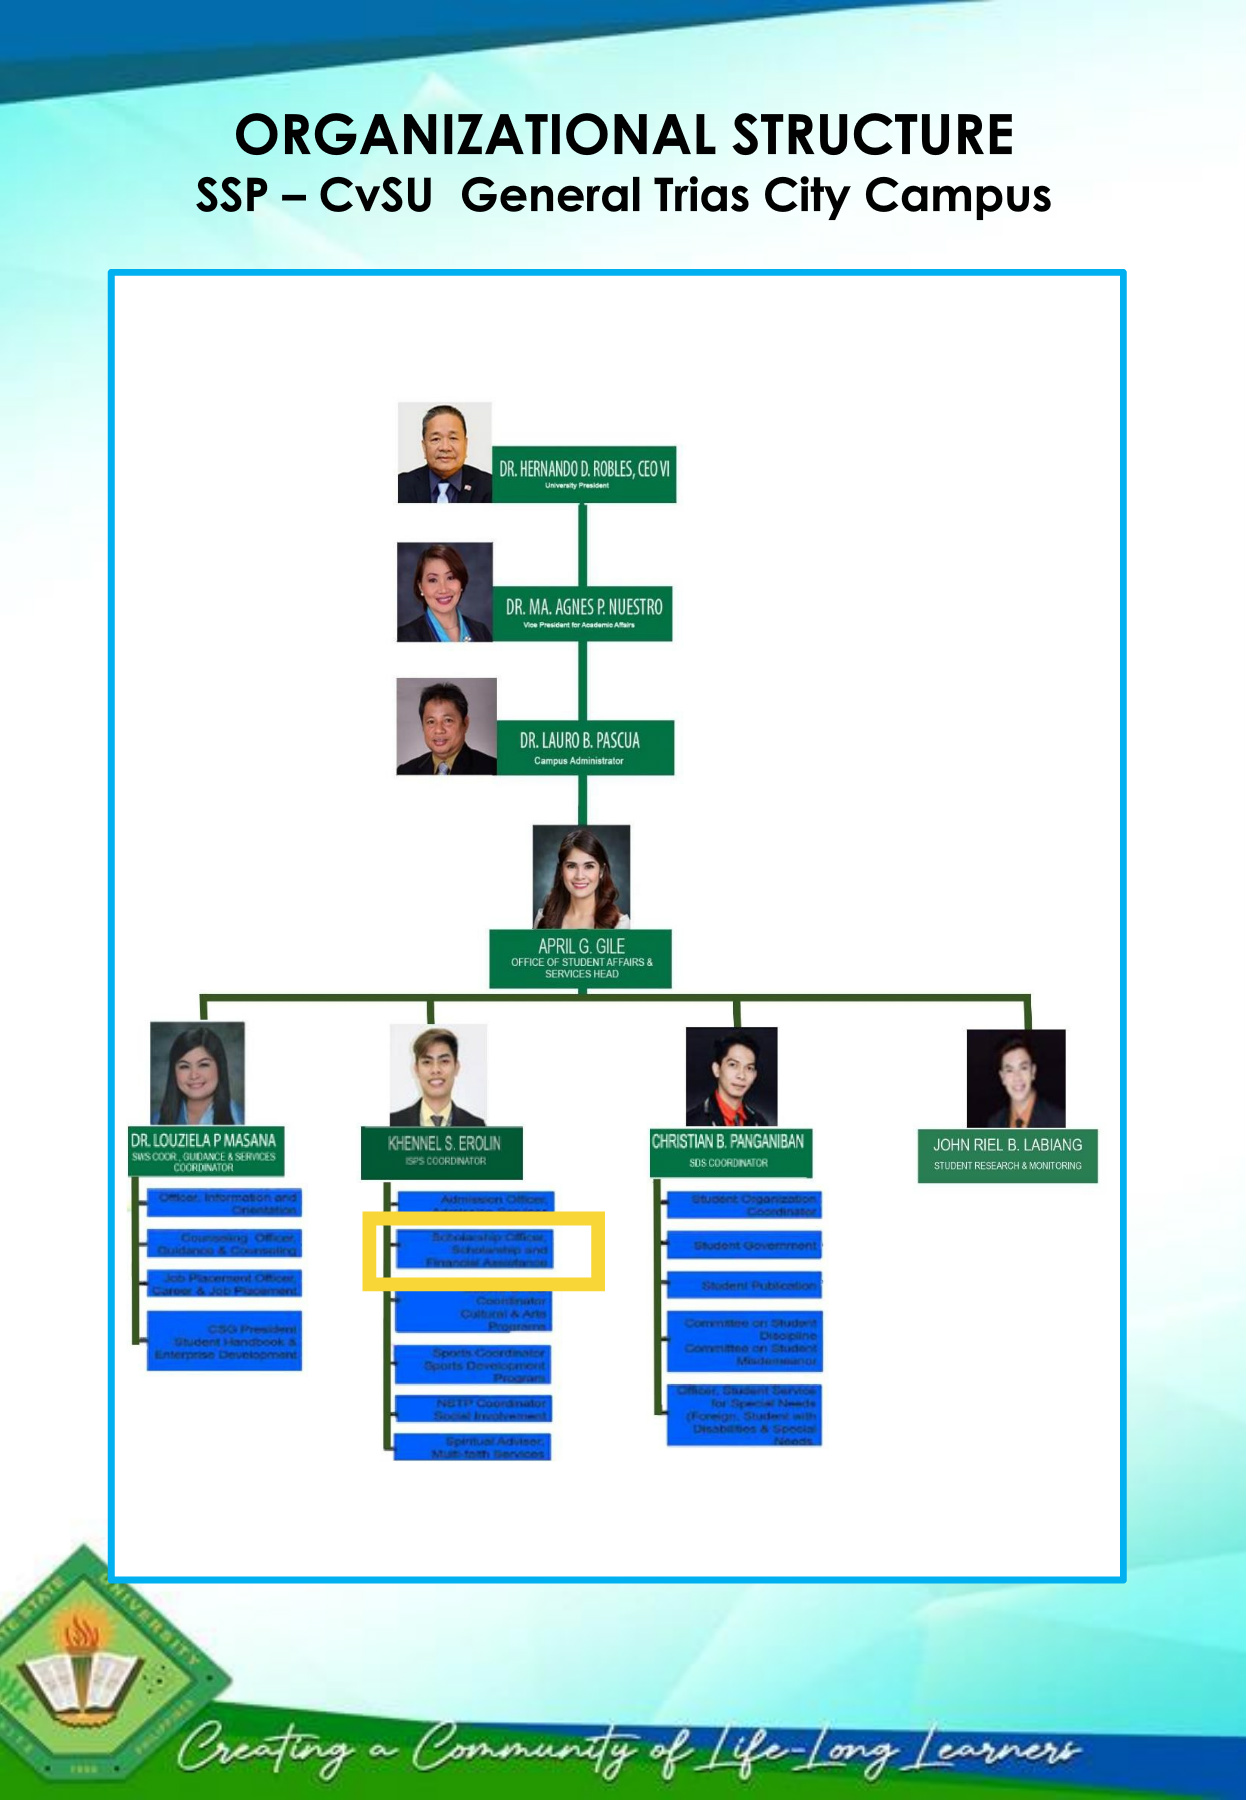 ORGANIZATIONAL STRUCTURE
SSP – CvSU General Trias City Campus
DR. HERNANDO D. ROBLES, CEO VI
University President
DR. MA. AGNES P. NUESTRO
Vice President for Academic Affairs
DR. LAURO B. PASCUA
Campus Administrator
APRIL G. GILE
OFFICE OF STUDENT AFFAIRS &
SERVICES HEAD
DR. LOUZIELA P MASANA
SWS COOR., GUIDANCE & SERVICES
COORDINATOR
Officer, Information and
Orientation
Counseling Officer,
Guidance & Counseling
Job Placement Officer,
Career & Job Placement
CSG President
Student Handbook &
Enterprise Development
KHENNEL S. EROLIN
ISPS COORDINATOR
Admission Officer,
Scholarship Officer,
Scholarship and
Financial Assistance
Coordinator
Cultural & Arts
Programs
Sports Coordinator
Sports Development
Program
NSTP Coordinator
Social Involvement
Spiritual Adviser,
Multi-faith Services
CHRISTIAN B. PANGANIBAN
SDS COORDINATOR
Student Organization
Coordinator
Student Government
Student Publication
Committee on Student
Discipline
Committee on Student
Misdemeanor
Officer, Student Service
for Special Needs
(Foreign, Student with
Disabilities & Special
Needs
JOHN RIEL B. LABIANG
STUDENT RESEARCH & MONITORING
STATE UNIVERSITY
PHILIPPINES
Creating a Community of Life-Long Learners